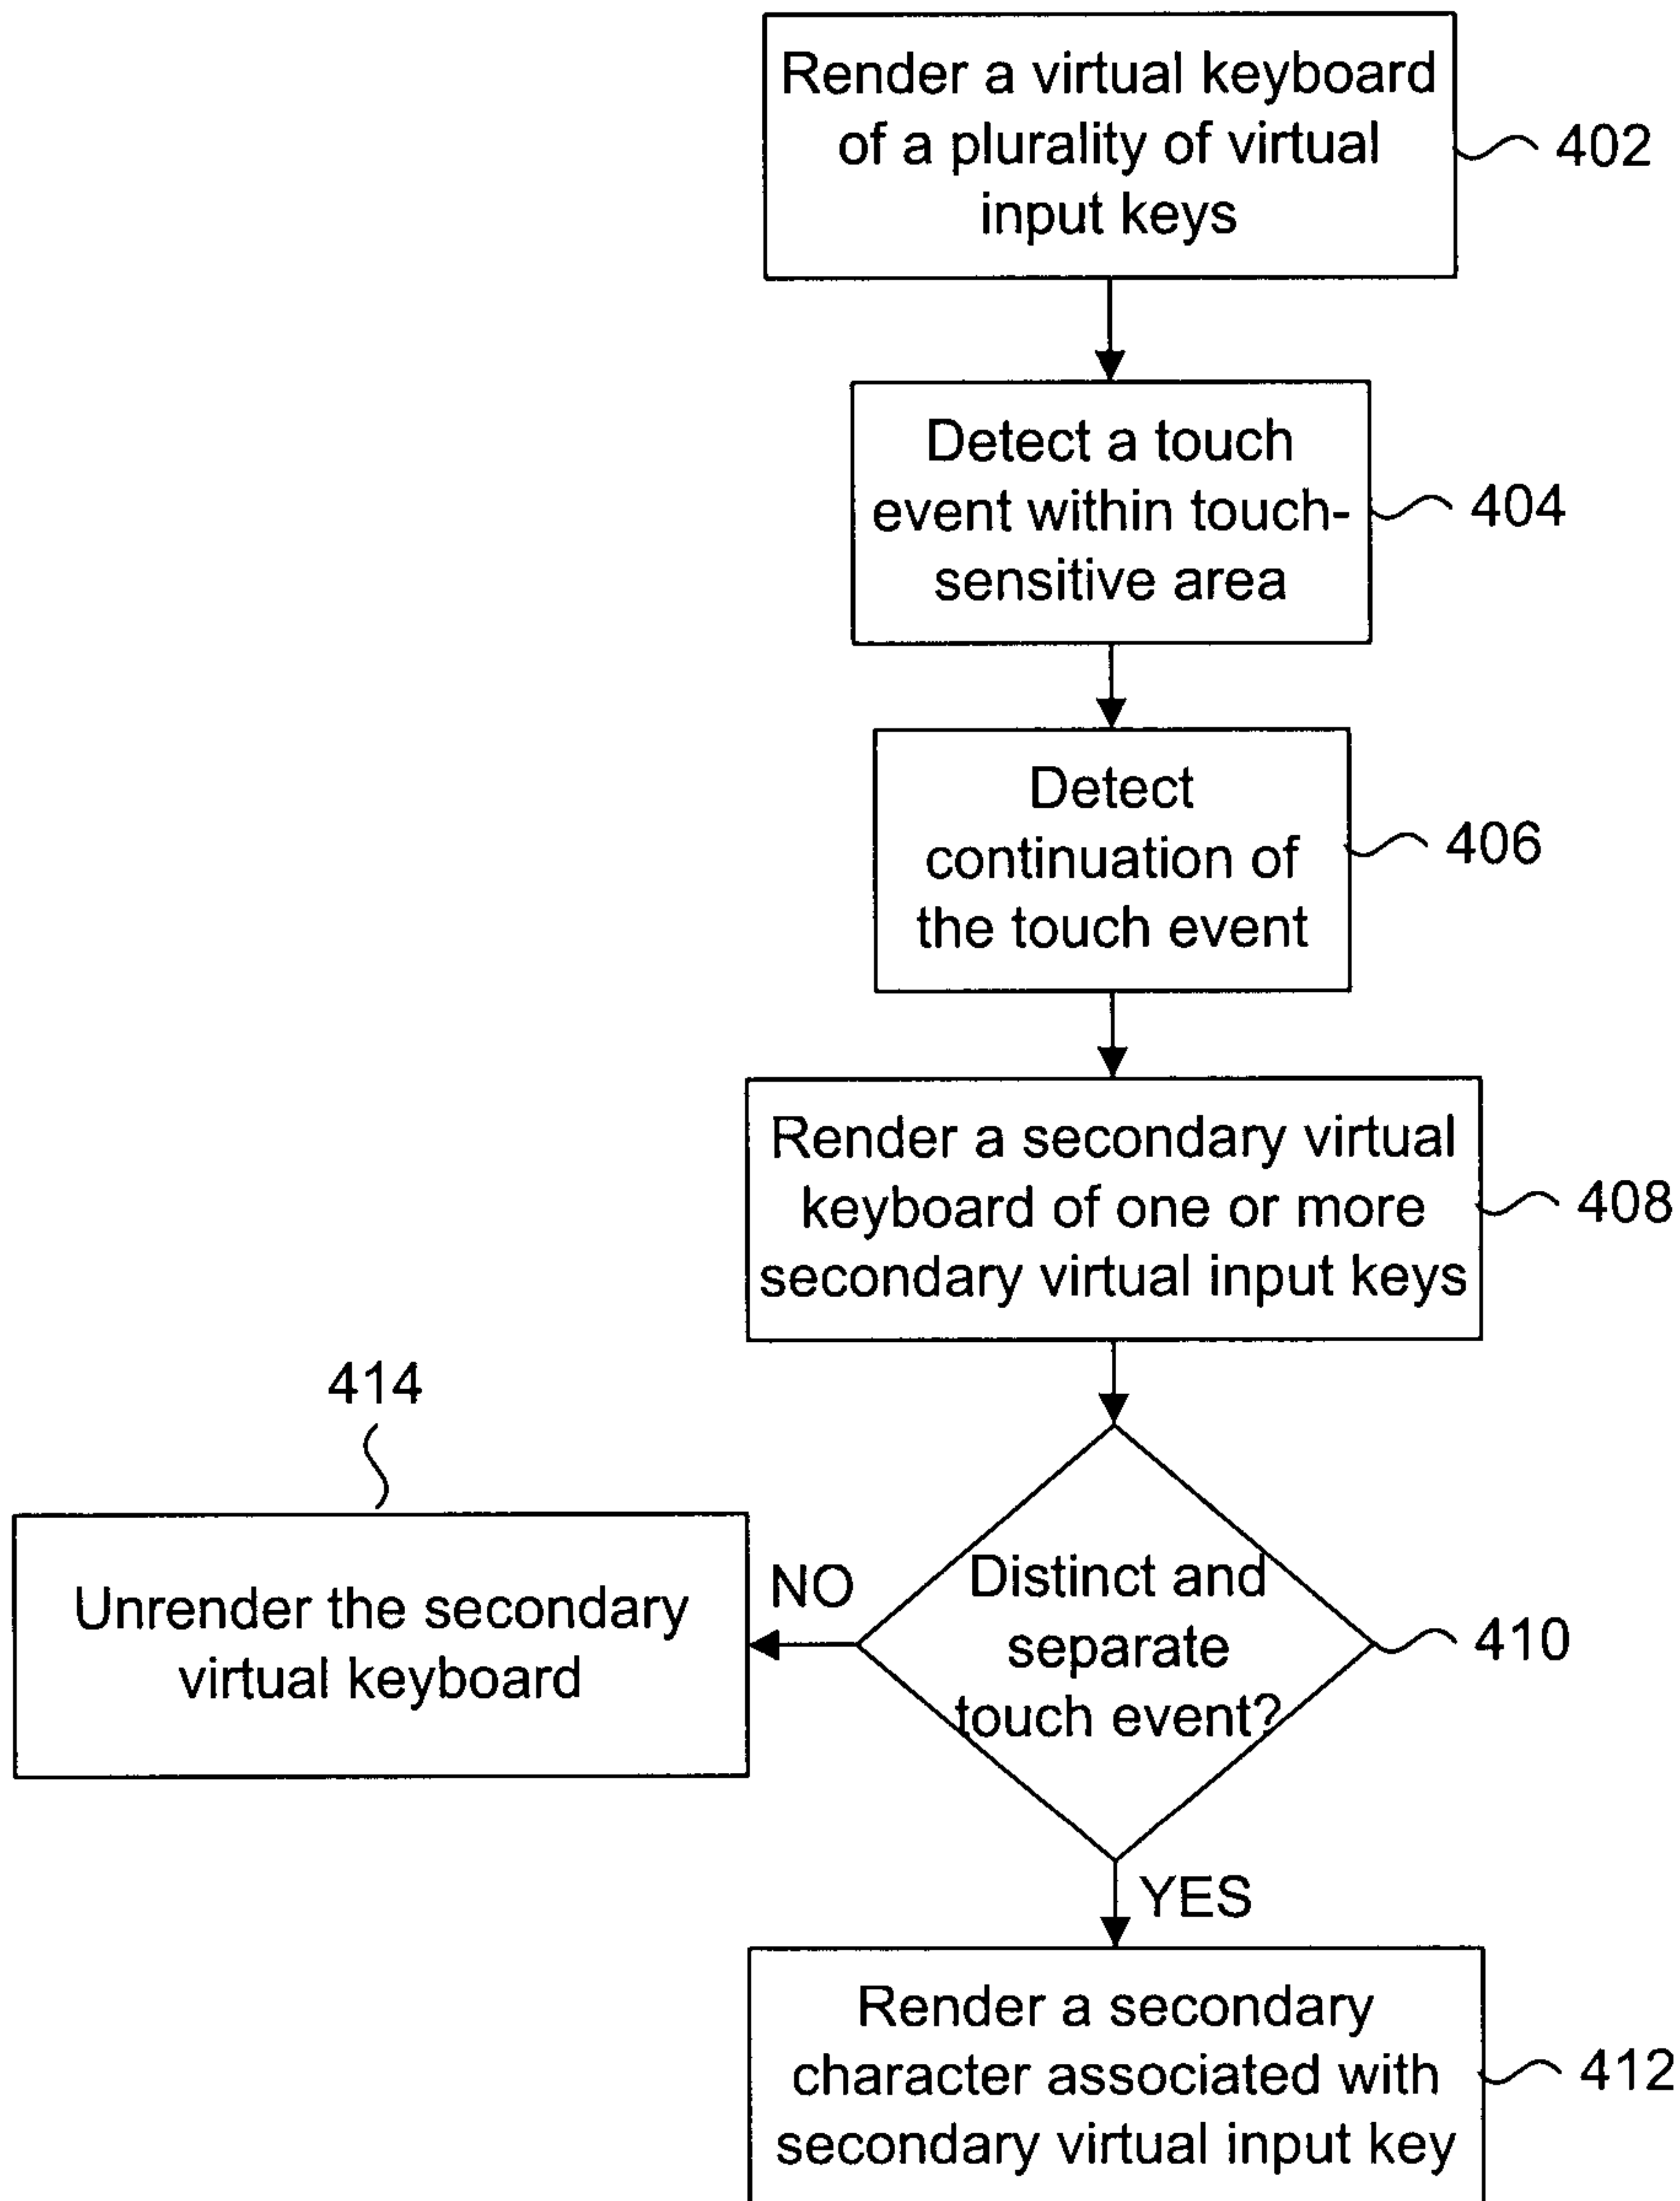 Render a virtual keyboard
of a plurality of virtual
input keys
402
Detect a touch
event within touch-
sensitive area
404
Detect
continuation of
the touch event
406
Render a secondary virtual
keyboard of one or more
secondary virtual input keys
408
414
Unrender the secondary
virtual keyboard
NO
Distinct and
separate
touch event?
410
YES
Render a secondary
character associated with
secondary virtual input key
412